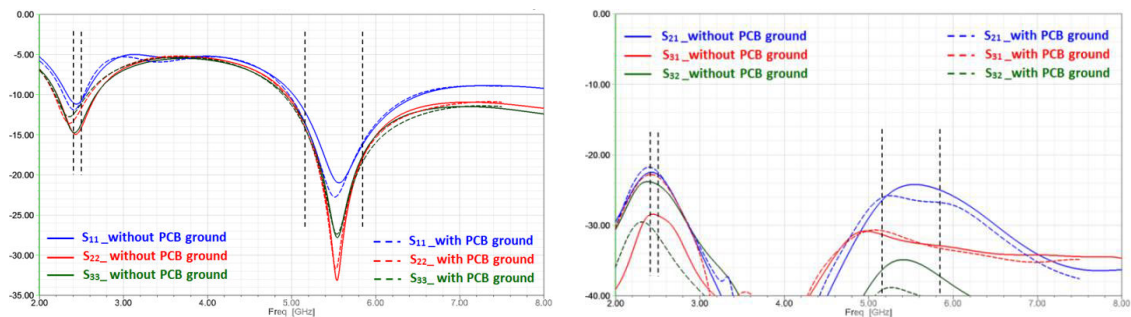 0.00
-5.00
-10.00
-15.00
-20.00
-25.00
-30.00
-35.00
S11_without PCB ground
S22_without PCB ground
S33_without PCB ground
S11_with PCB ground
S22_ with PCB ground
S33_ with PCB ground
2.00 3.00 4.00 5.00 6.00 7.00 8.00
Freq [GHz]
0.00
-10.00
-20.00
-30.00
-40.00
S21_without PCB ground
S31_without PCB ground
S32_without PCB ground
S21_with PCB ground
S31_with PCB ground
S32_with PCB ground
2.00 3.00 4.00 5.00 6.00 7.00 8.00
Freq [GHz]